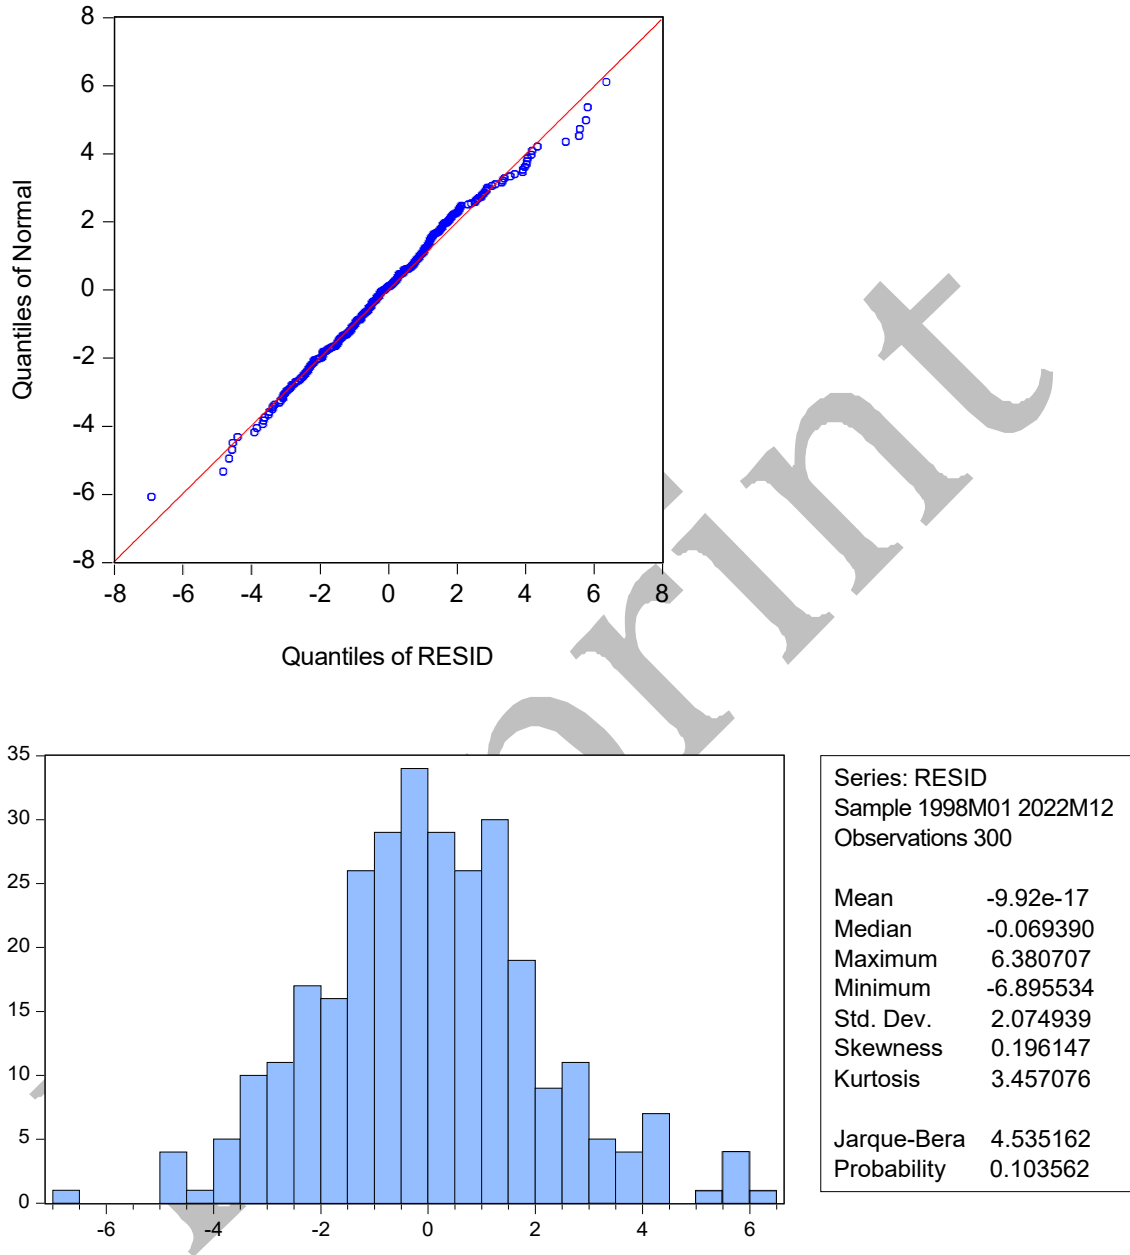 8
6
4
2
0
-2
-4
-6
-8
Quantiles of Normal
-8 -6 -4 -2 0 2 4 6 8
Quantiles of RESID
35
30
25
20
15
10
5
0
-6 -4 -2 0 2 4 6
Series: RESID
Sample 1998M01 2022M12
Observations 300
Mean -9.92e-17
Median -0.069390
Maximum 6.380707
Minimum -6.895534
Std. Dev. 2.074939
Skewness 0.196147
Kurtosis 3.457076
Jarque-Bera 4.535162
Probability 0.103562